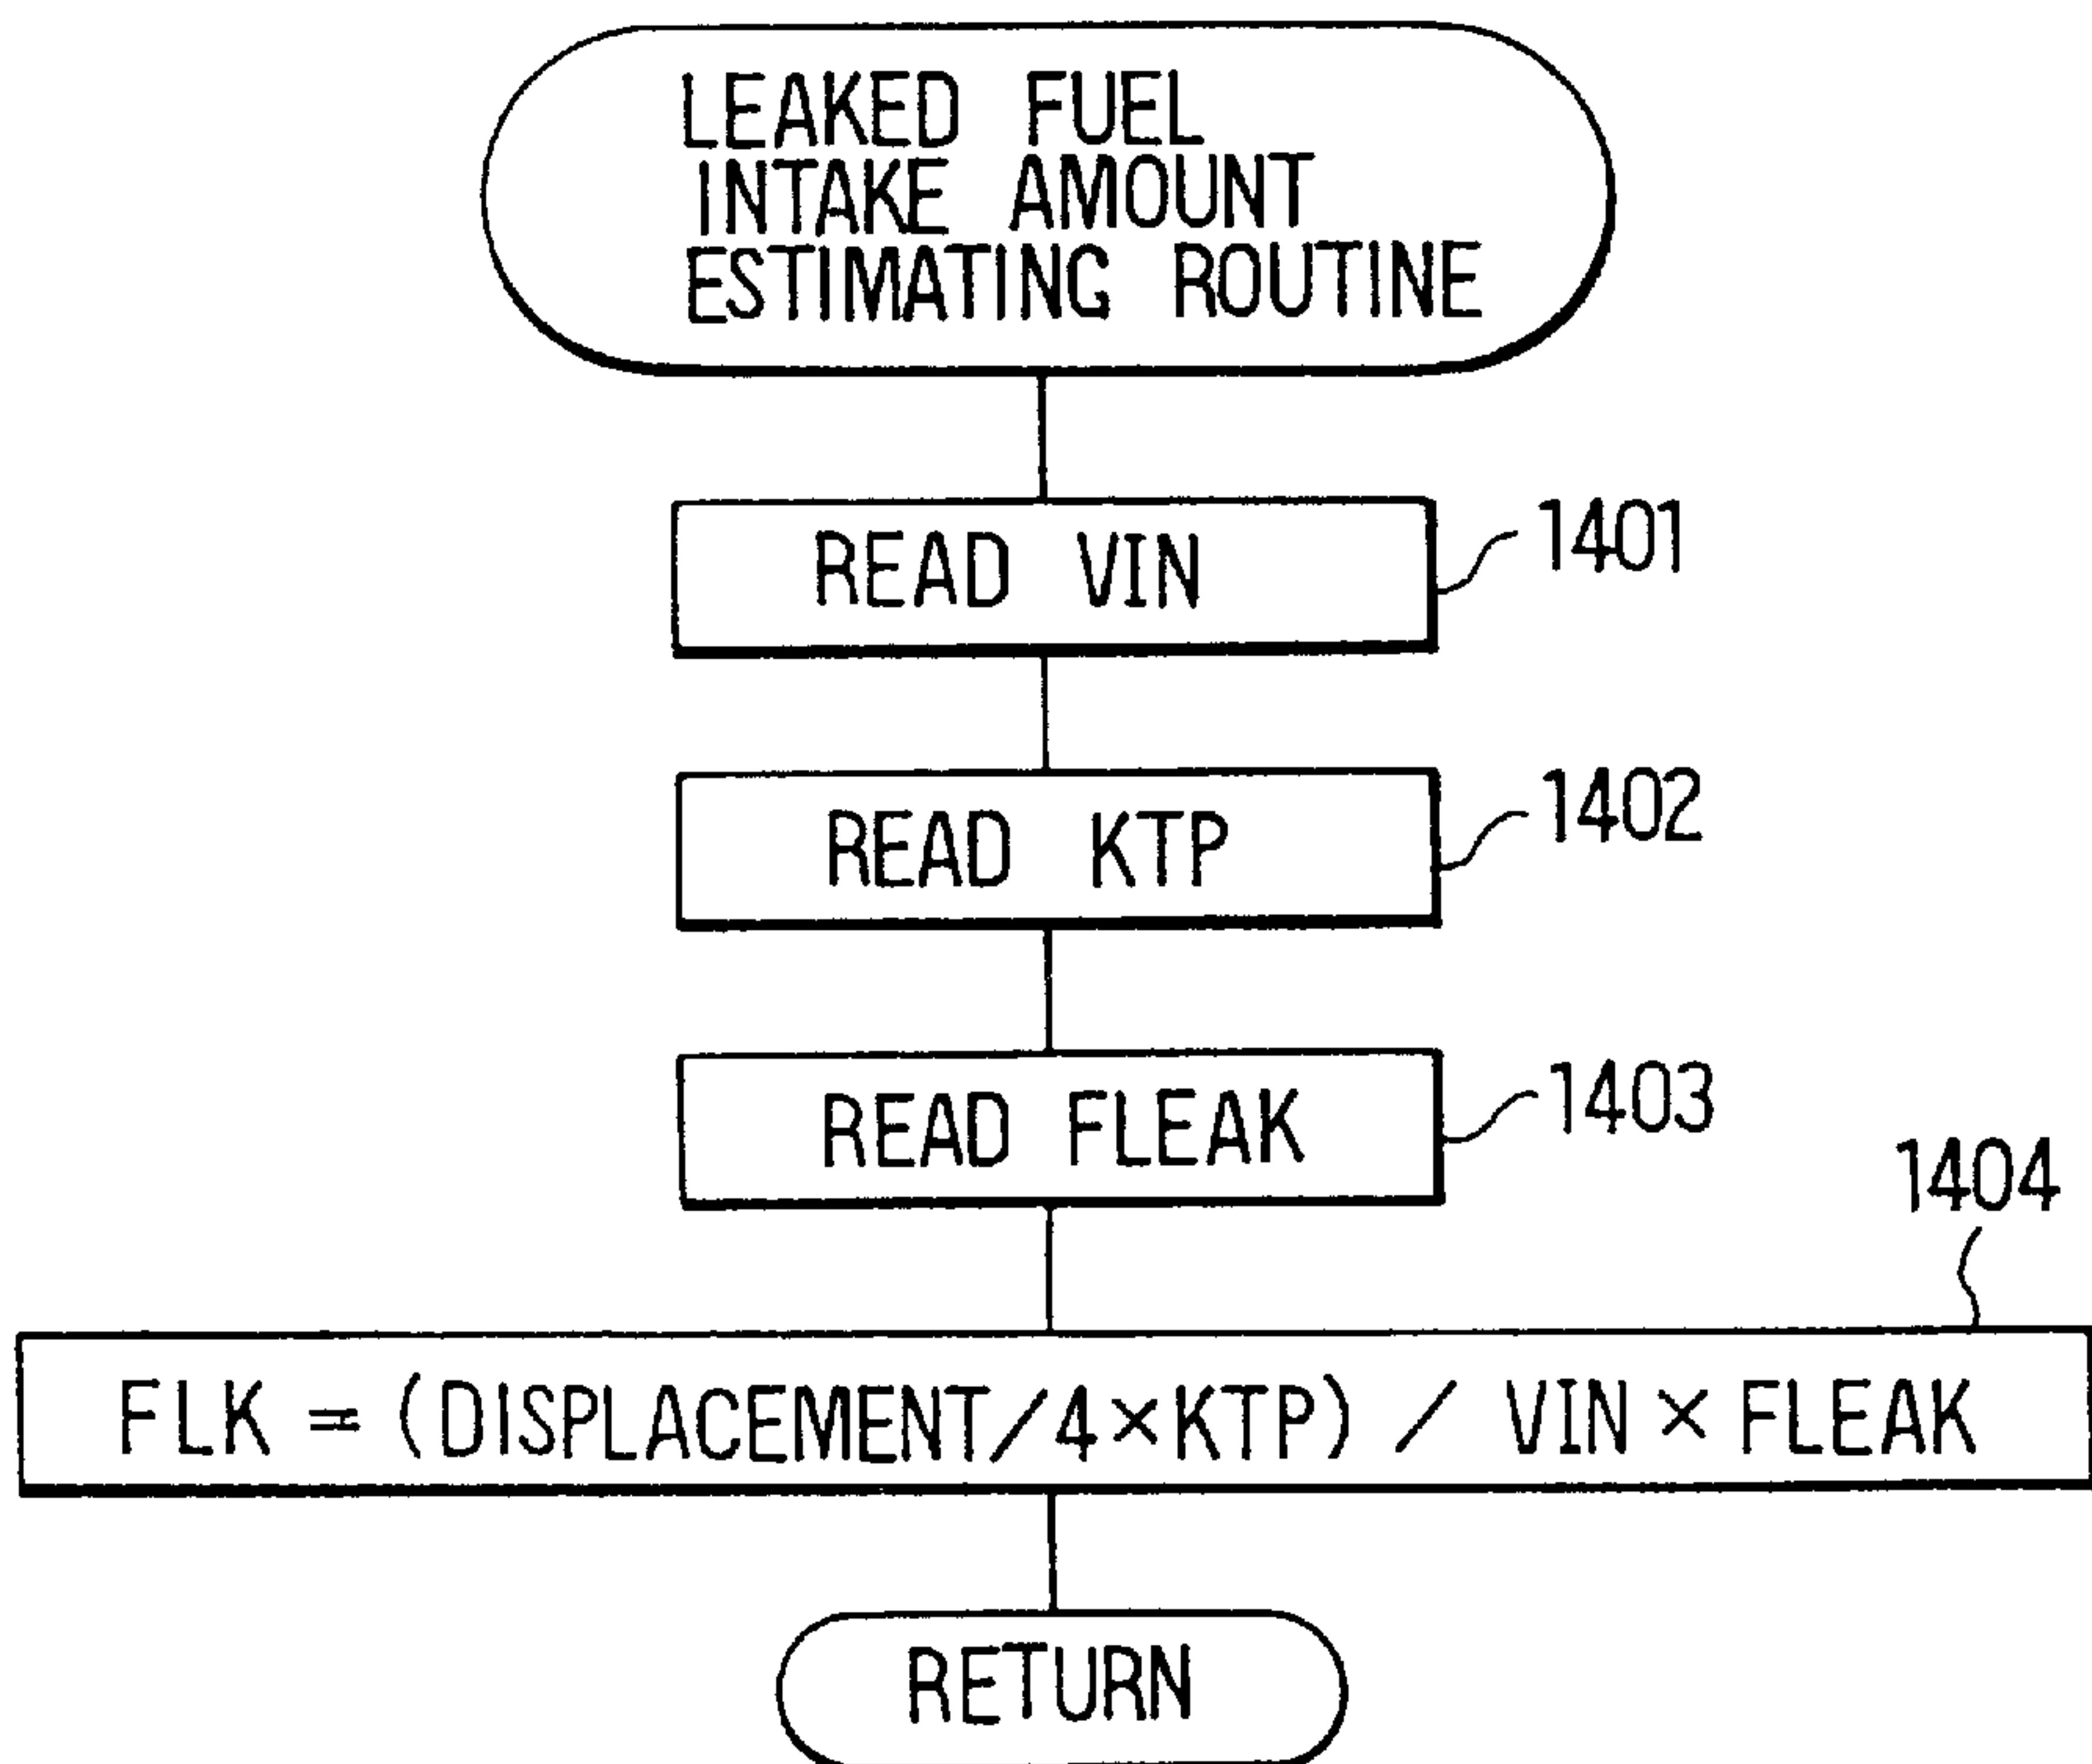 LEAKED FUEL
INTAKE AMOUNT
ESTIMATING ROUTINE
READ VIN
1401
READ KTP
1402
READ FLEAK
1403
1404
FLK = (DISPLACEMENT/4×KTP) / VIN × FLEAK
RETURN